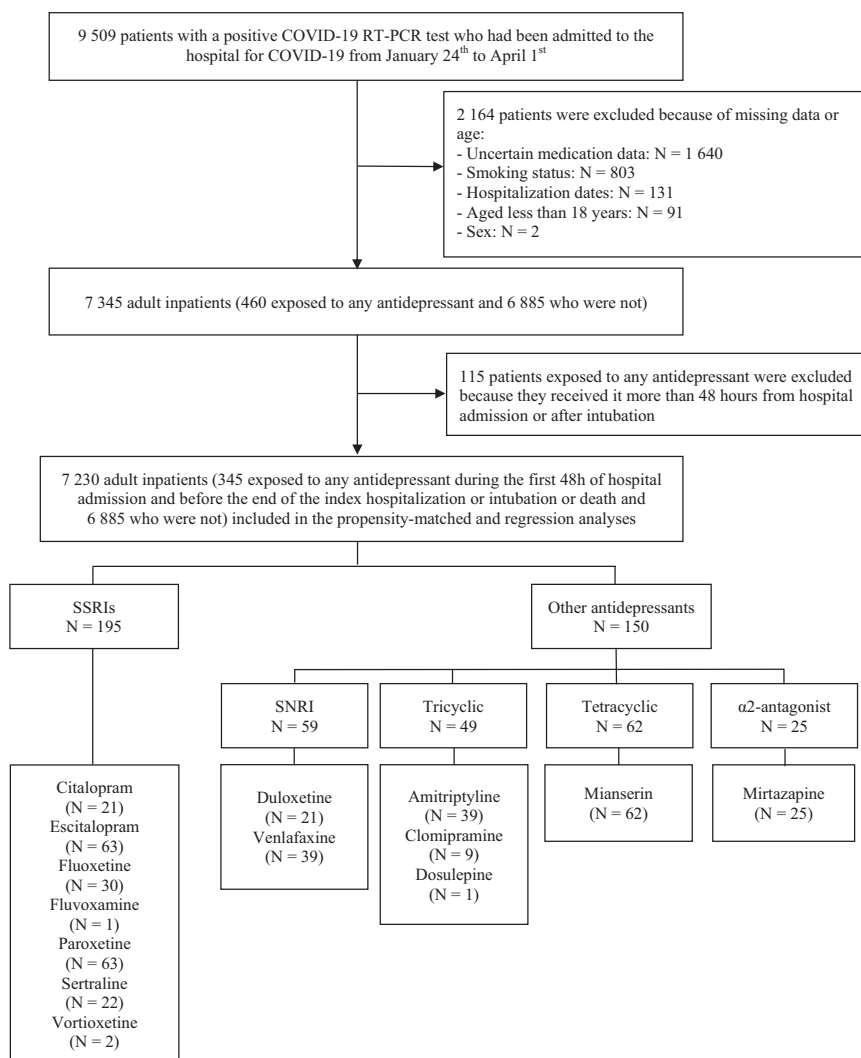 9 509 patients with a positive COVID-19 RT-PCR test who had been admitted to the
hospital for COVID-19 from January 24th to April 1st
2 164 patients were excluded because of missing data or
age:
- Uncertain medication data: N = 1 640
- Smoking status: N = 803
- Hospitalization dates: N = 131
- Aged less than 18 years: N = 91
- Sex: N = 2
7 345 adult inpatients (460 exposed to any antidepressant and 6 885 who were not)
115 patients exposed to any antidepressant were excluded
because they received it more than 48 hours from hospital
admission or after intubation
7 230 adult inpatients (345 exposed to any antidepressant during the first 48h of hospital
admission and before the end of the index hospitalization or intubation or death and
6 885 who were not) included in the propensity-matched and regression analyses
SSRIs
N = 195
Other antidepressants
N = 150
SNRI
N = 59
Tricyclic
N = 49
Tetracyclic
N = 62
α2-antagonist
N = 25
Citalopram
(N = 21)
Escitalopram
(N = 63)
Fluoxetine
(N = 30)
Fluvoxamine
(N = 1)
Paroxetine
(N = 63)
Sertraline
(N = 22)
Vortioxetine
(N = 2)
Duloxetine
(N = 21)
Venlafaxine
(N = 39)
Amitriptyline
(N = 39)
Clomipramine
(N = 9)
Dosulepine
(N = 1)
Mianserin
(N = 62)
Mirtazapine
(N = 25)